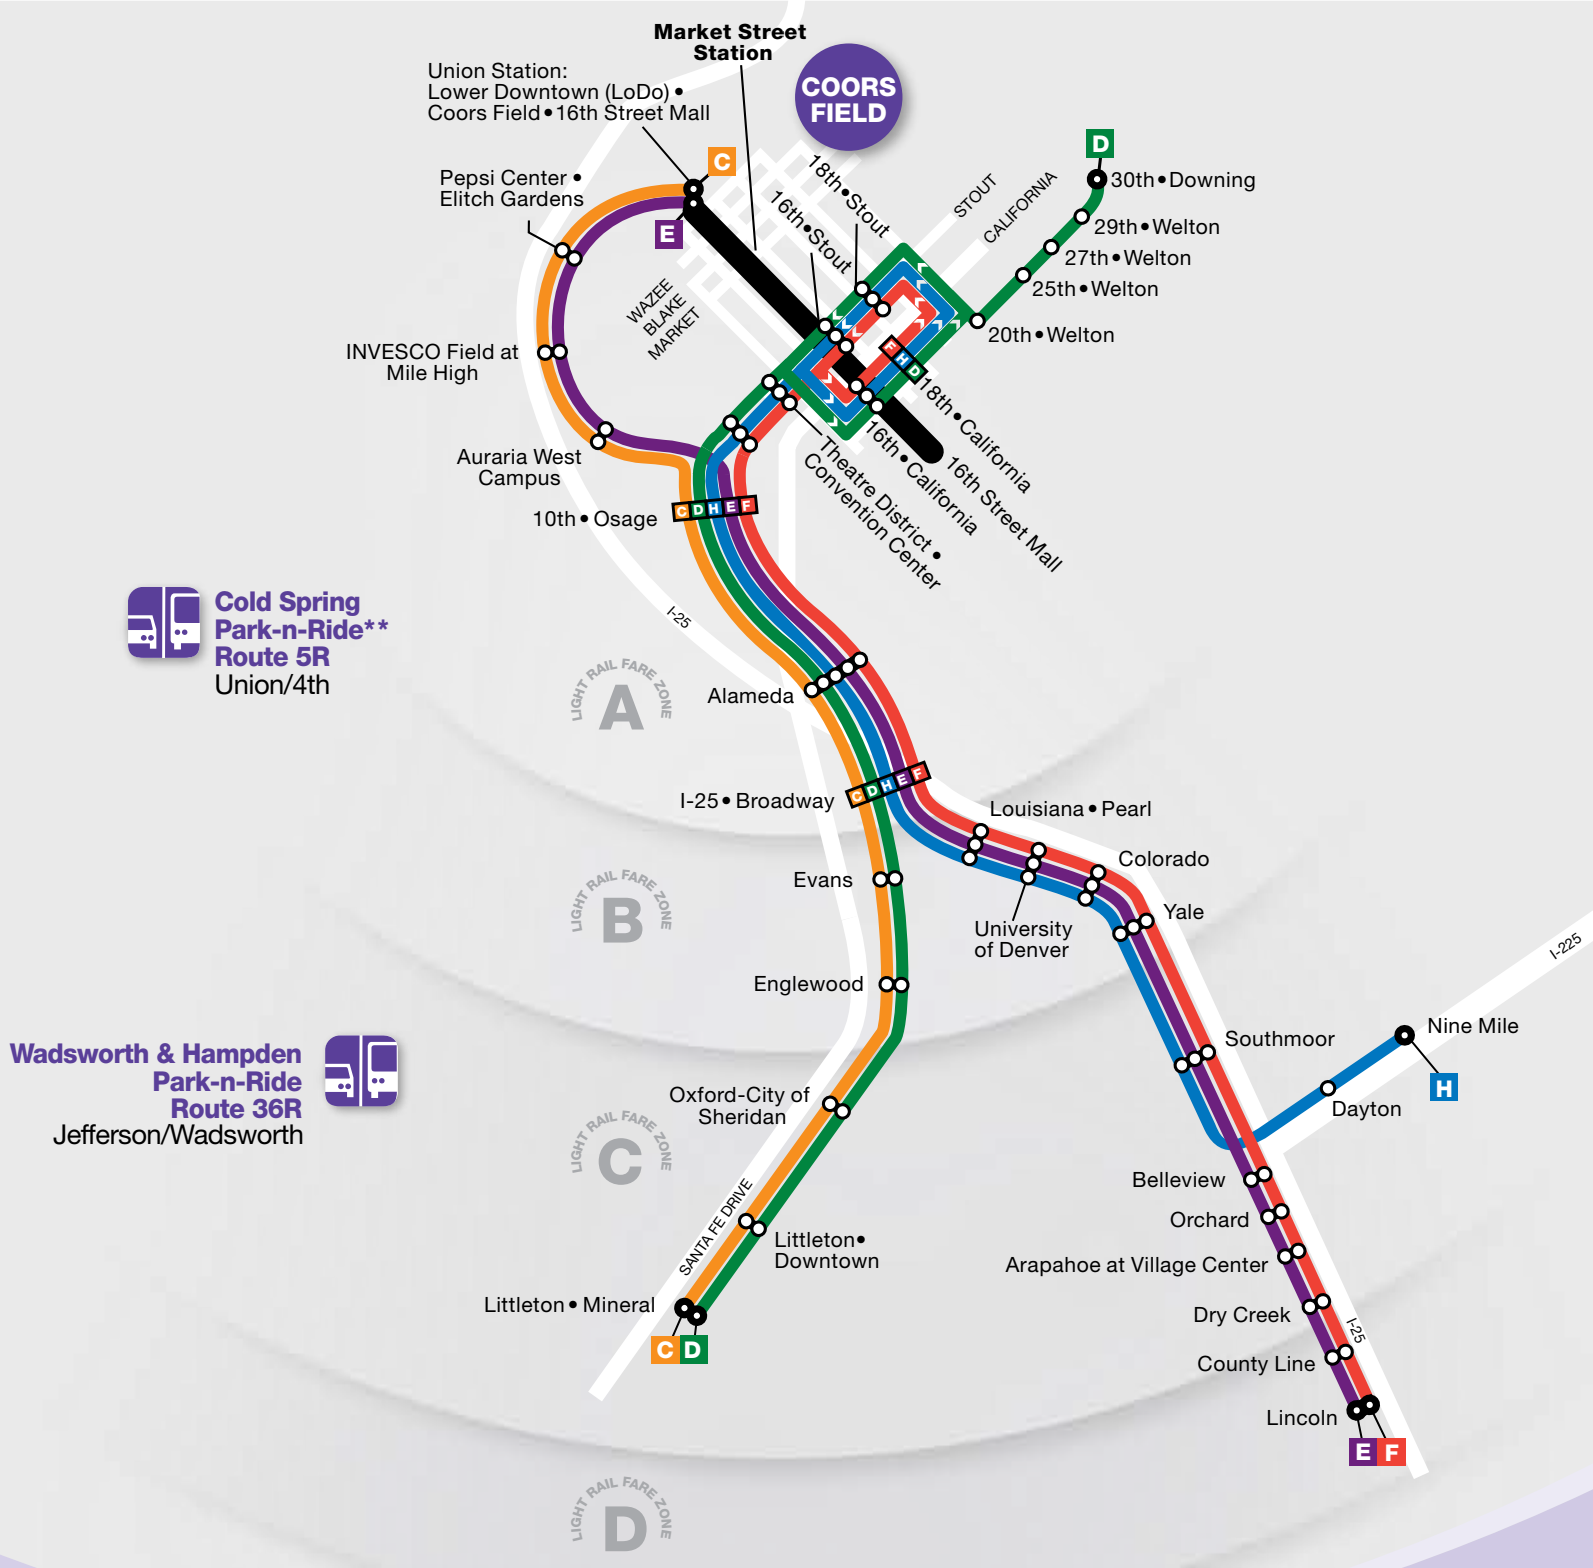 Market Street
Station
COORS
FIELD
Union Station:
Lower Downtown (LoDo) •
Coors Field • 16th Street Mall
C
E
D
Pepsi Center •
Elitch Gardens
18th•Stout
16th•Stout
STOUT
CALIFORNIA
30th•Downing
29th•Welton
27th•Welton
25th•Welton
20th•Welton
WAZEE
BLAKE
MARKET
INVESCO Field at
Mile High
F H D
18th•California
16th•California
16th Street Mall
Theatre District •
Convention Center
Auraria West
Campus
10th•Osage
C D H E F
Cold Spring
Park-n-Ride**
Route 5R
Union/4th
I-25
LIGHT RAIL FARE ZONE
A
Alameda
I-25•Broadway
C D H E F
Louisiana•Pearl
Colorado
Yale
University
of Denver
Evans
LIGHT RAIL FARE ZONE
B
Englewood
I-225
Nine Mile
H
Dayton
Southmoor
Wadsworth & Hampden
Park-n-Ride
Route 36R
Jefferson/Wadsworth
Oxford-City of
Sheridan
LIGHT RAIL FARE ZONE
C
SANTA FE DRIVE
Littleton•
Downtown
Littleton•Mineral
C D
Belleview
Orchard
Arapahoe at Village Center
Dry Creek
I-25
County Line
Lincoln
E F
LIGHT RAIL FARE ZONE
D